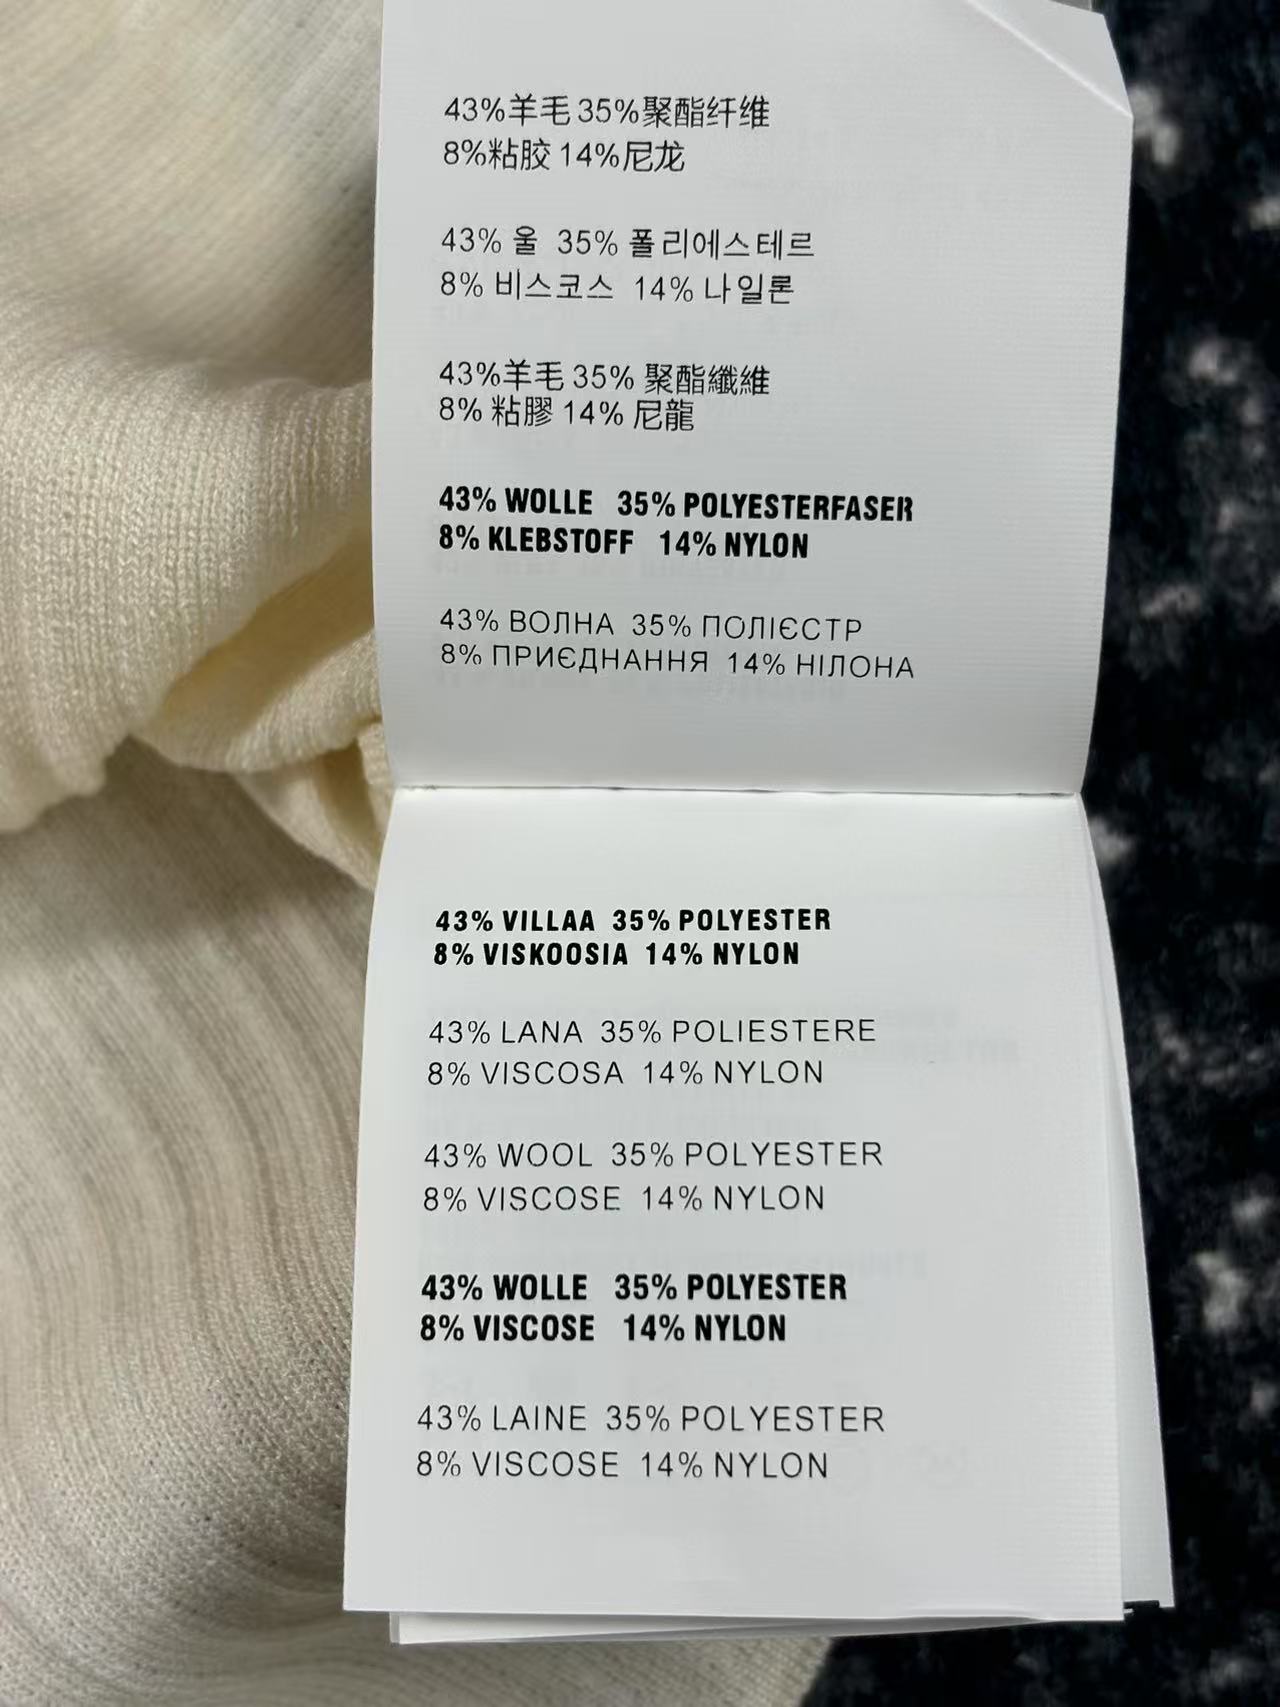 43%羊毛 35%聚酯纤维
8%粘胶 14%尼龙
43% 울 35% 폴리에스테르
8% 비스코스 14% 나일론
43%羊毛 35% 聚酯纖維
8% 粘膠 14% 尼龍
43% WOLLE 35% POLYESTERFASER
8% KLEBSTOFF 14% NYLON
43% ВОЛНА 35% ПОЛІЄСТР
8% ПРИЄДНАННЯ 14% НІЛОНА
43% VILLAA 35% POLYESTER
8% VISKOOSIA 14% NYLON
43% LANA 35% POLIESTERE
8% VISCOSA 14% NYLON
43% WOOL 35% POLYESTER
8% VISCOSE 14% NYLON
43% WOLLE 35% POLYESTER
8% VISCOSE 14% NYLON
43% LAINE 35% POLYESTER
8% VISCOSE 14% NYLON